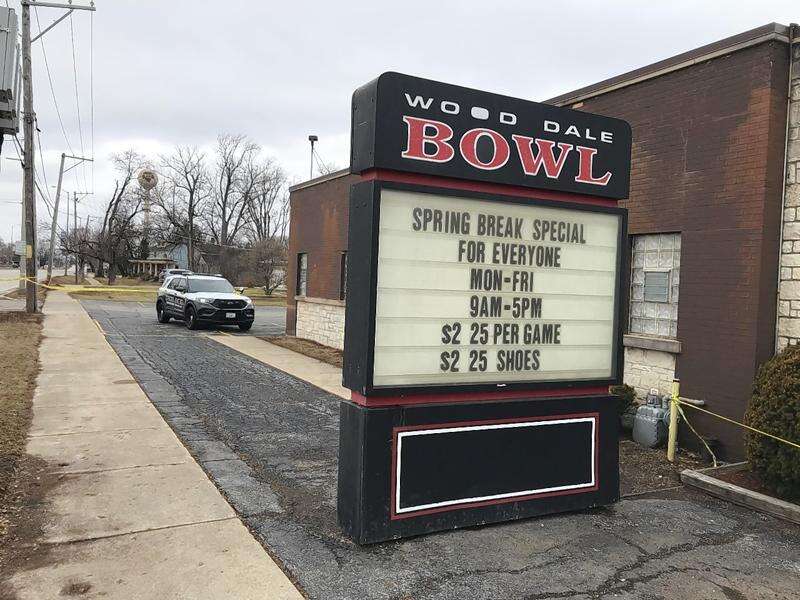 WOOD DALE
BOWL
SPRING BREAK SPECIAL
FOR EVERYONE
MON-FRI
9AM-5PM
$2 25 PER GAME
$2 25 SHOES